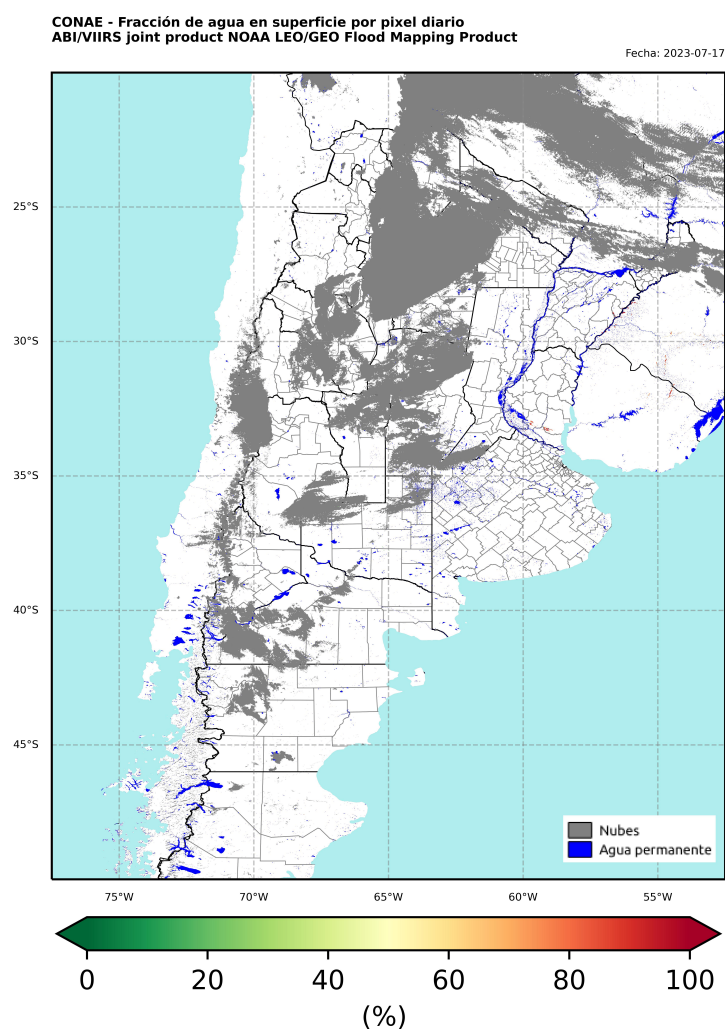 CONAE - Fracción de agua en superficie por pixel diario
ABI/VIIRS joint product NOAA LEO/GEO Flood Mapping Product
Fecha: 2023-07-17
25°S
30°S
35°S
40°S
45°S
Nubes
Agua permanente
75°W 70°W 65°W 60°W 55°W
0 20 40 60 80 100
(%)